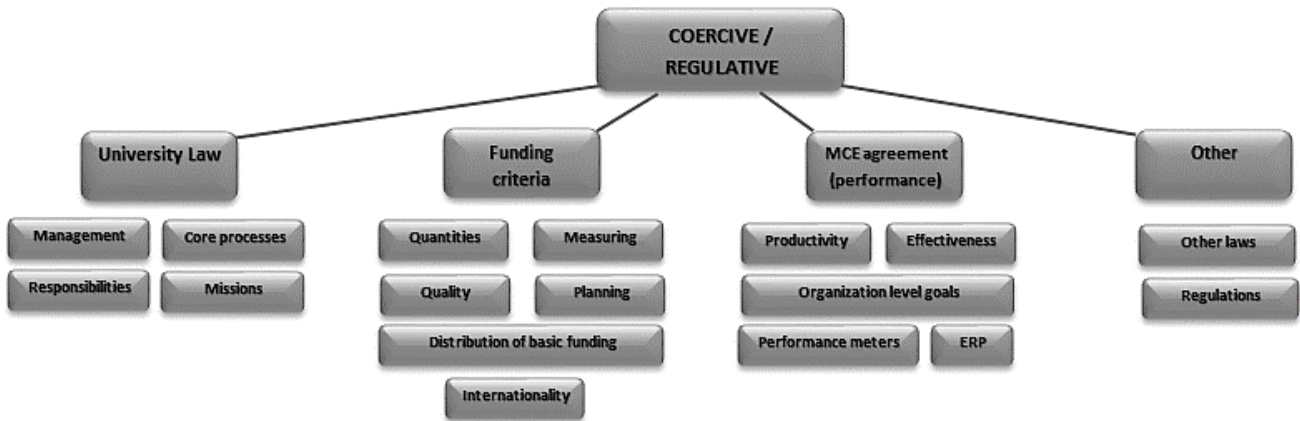 COERCIVE /
REGULATIVE
University Law
Funding
criteria
MCE agreement
(performance)
Other
Management
Core processes
Responsibilities
Missions
Quantities
Measuring
Quality
Planning
Distribution of basic funding
Internationality
Productivity
Effectiveness
Organization level goals
Performance meters
ERP
Other laws
Regulations